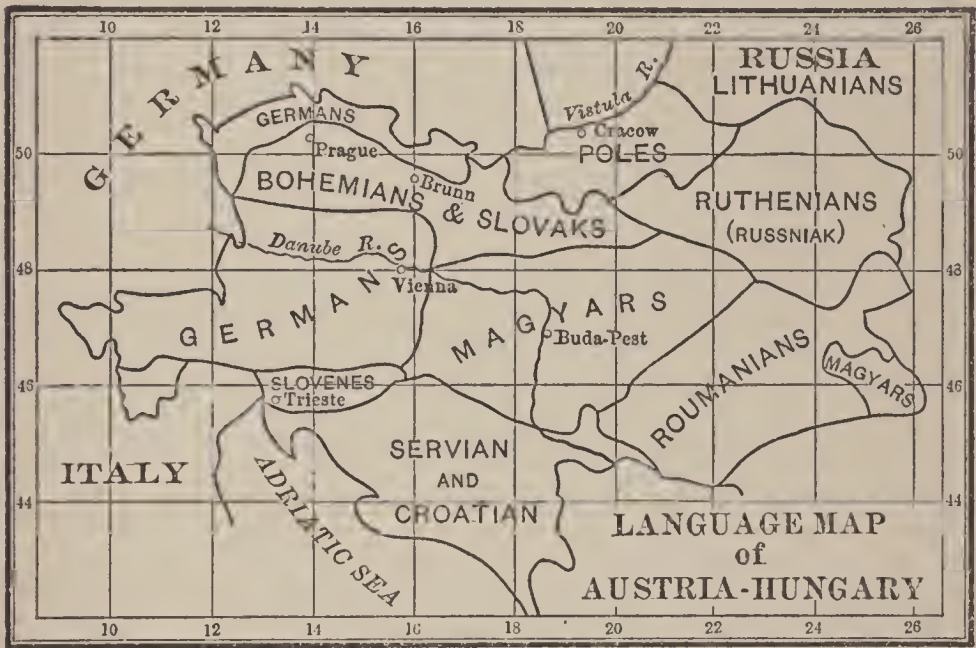 10 12 14 16 18 20 22 24 26
GERMANY
RUSSIA
LITHUANIANS
Vistula R.
GERMANS
Cracow
Prague
POLES
50 50
BOHEMIANS & SLOVAKS
Brunn
RUTHENIANS
(RUSSNIAK)
Danube R.
48 48
Vienna
GERMANS
MAGYARS
Buda-Pest
ROUMANIANS
MAGYARS
46 46
SLOVENES
Trieste
SERVIAN
AND
CROATIAN
ITALY
ADRIATIC SEA
44 44
LANGUAGE MAP
of
AUSTRIA-HUNGARY
10 12 14 16 18 20 22 24 26